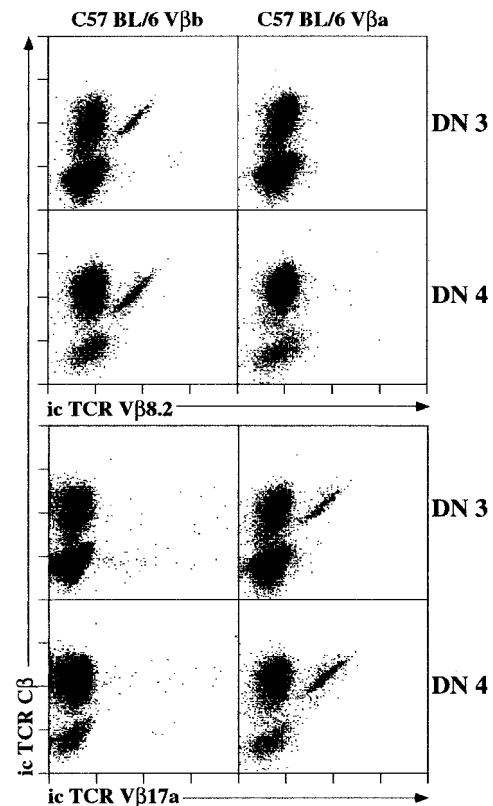 C57 BL/6 Vβb C57 BL/6 Vβa
DN 3
DN 4
ic TCR Vβ8.2
DN 3
DN 4
ic TCR Cβ
ic TCR Vβ17a